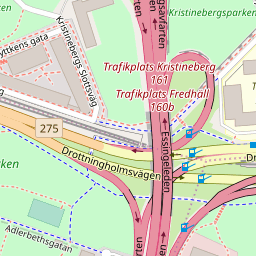 Kristinebergsparken
Kristinebergs Slottsväg
Trafikplats Kristineberg
161
Trafikplats Fredhäll
160b
275
Essingeleden
Drottningholmsvägen
Adlerbethsgatan